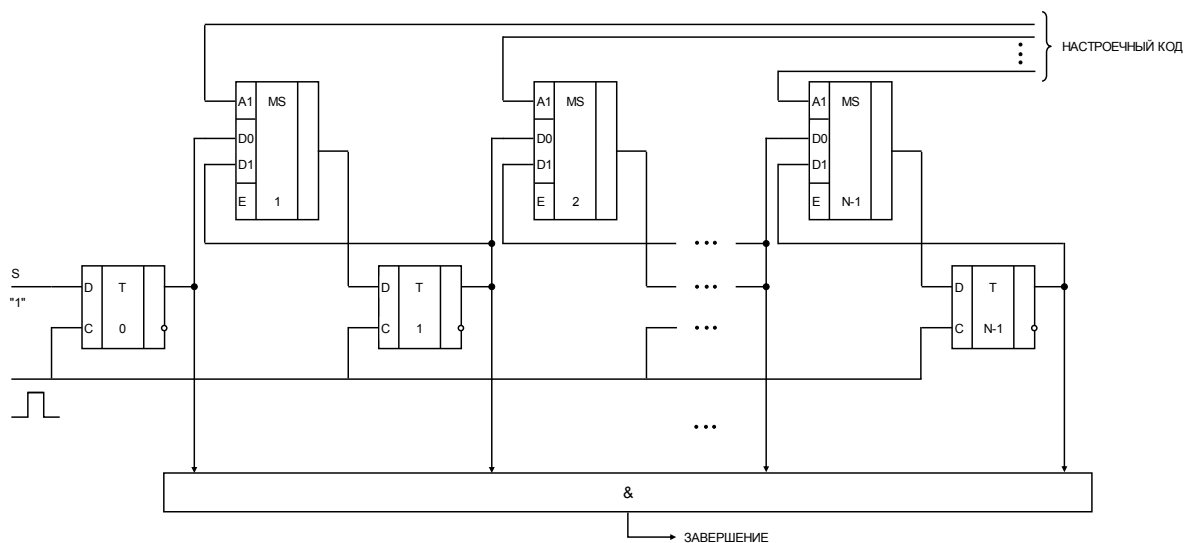 НАСТРОЕЧНЫЙ КОД
A1 MS
D0
D1
E 1
A1 MS
D0
D1
E 2
A1 MS
D0
D1
E N-1
S
"1"
D T
C 0
D T
C 1
D T
C N-1
&
ЗАВЕРШЕНИЕ